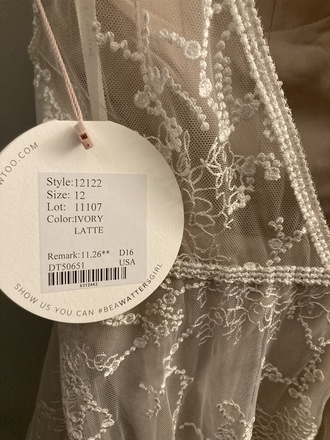 WTOO.COM
Style:12122
Size: 12
Lot: 11107
Color:IVORY
LATTE
Remark:11.26** D16
DT50651 USA
SHOW US YOU CAN #BEAWATTERSGIRL